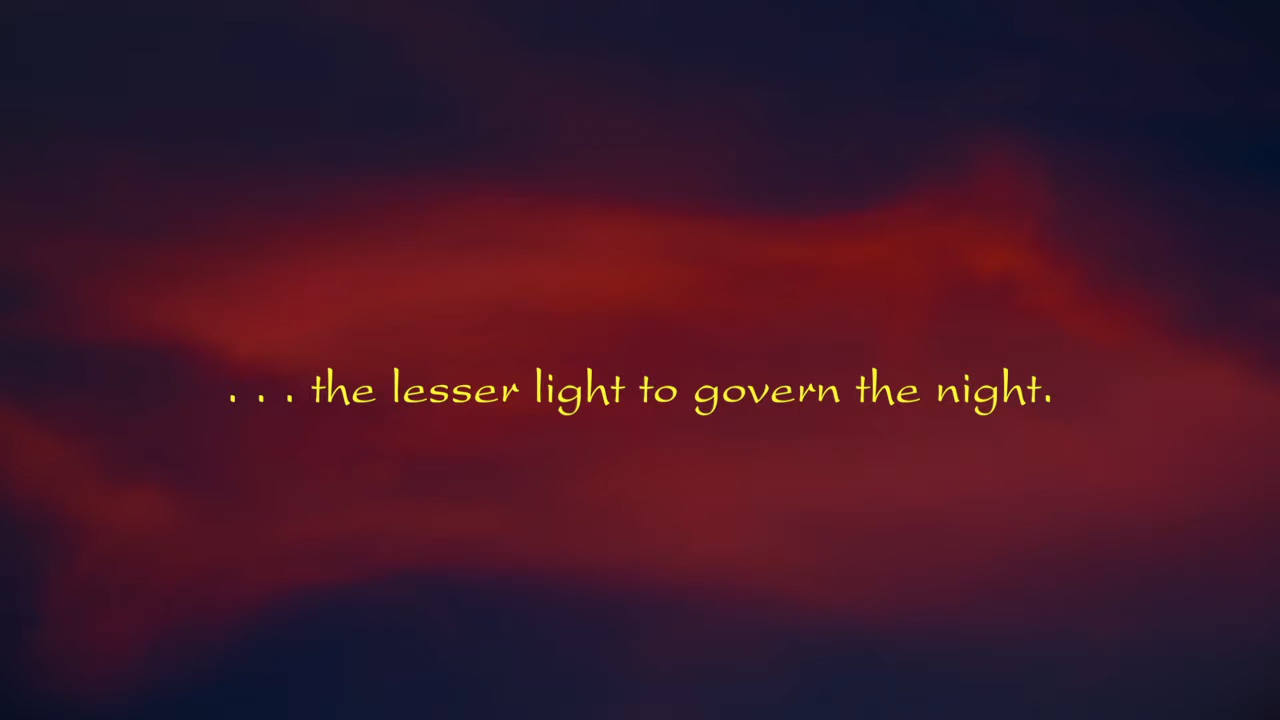 . . . the lesser light to govern the night.